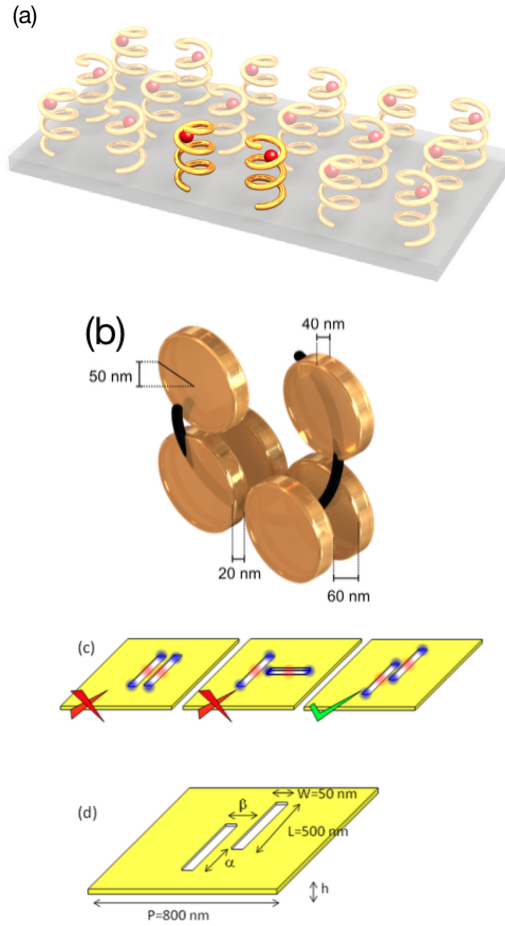 (a)
(b)
40 nm
50 nm
20 nm
60 nm
(c)
(d)
W=50 nm
β
L=500 nm
α
h
P=800 nm